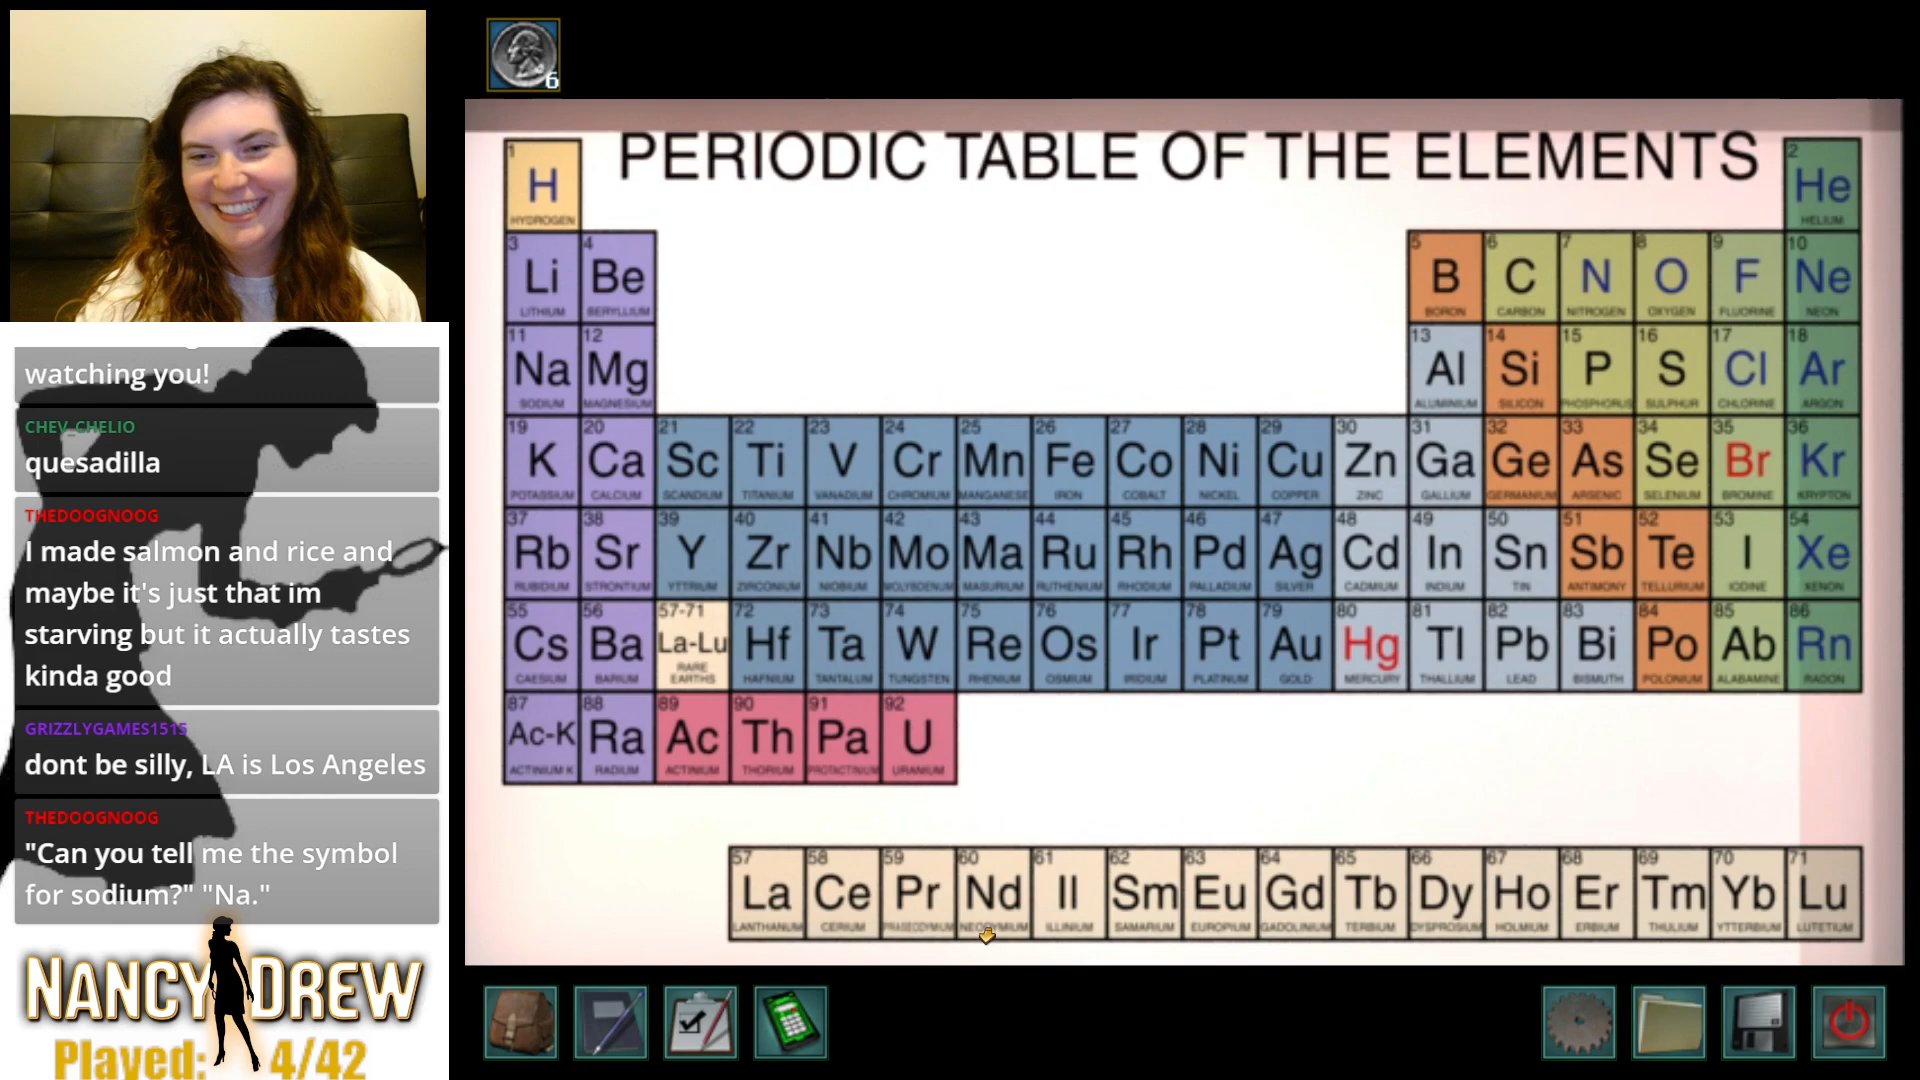 6
PERIODIC TABLE OF THE ELEMENTS
1 2
H He
HYDROGEN HELIUM
3 4 5 6 7 8 9 10
Li Be B C N O F Ne
LITHIUM BERYLLIUM BORON CARBON NITROGEN OXYGEN FLUORINE NEON
11 12 13 14 15 16 17 18
Na Mg Al Si P S Cl Ar
SODIUM MAGNESIUM ALUMINIUM SILICON PHOSPHORUS SULPHUR CHLORINE ARGON
19 20 21 22 23 24 25 26 27 28 29 30 31 32 33 34 35 36
K Ca Sc Ti V Cr Mn Fe Co Ni Cu Zn Ga Ge As Se Br Kr
POTASSIUM CALCIUM SCANDIUM TITANIUM VANADIUM CHROMIUM MANGANESE IRON COBALT NICKEL COPPER ZINC GALLIUM GERMANIUM ARSENIC SELENIUM BROMINE KRYPTON
37 38 39 40 41 42 43 44 45 46 47 48 49 50 51 52 53 54
Rb Sr Y Zr Nb Mo Ma Ru Rh Pd Ag Cd In Sn Sb Te I Xe
RUBIDIUM STRONTIUM YTTRIUM ZIRCONIUM NIOBIUM MOLYBDENUM MASURIUM RUTHENIUM RHODIUM PALLADIUM SILVER CADMIUM INDIUM TIN ANTIMONY TELLURIUM IODINE XENON
55 56 57-71 72 73 74 75 76 77 78 79 80 81 82 83 84 85 86
Cs Ba La-Lu Hf Ta W Re Os Ir Pt Au Hg Tl Pb Bi Po Ab Rn
CAESIUM BARIUM RARE EARTHS HAFNIUM TANTALUM TUNGSTEN RHENIUM OSMIUM IRIDIUM PLATINUM GOLD MERCURY THALLIUM LEAD BISMUTH POLONIUM ALABAMINE RADON
87 88 89 90 91 92
Ac-K Ra Ac Th Pa U
ACTINIUM K RADIUM ACTINIUM THORIUM PROTACTINIUM URANIUM
57 58 59 60 61 62 63 64 65 66 67 68 69 70 71
La Ce Pr Nd Il Sm Eu Gd Tb Dy Ho Er Tm Yb Lu
LANTHANUM CERIUM PRASEODYMIUM NEODYMIUM ILLINIUM SAMARIUM EUROPIUM GADOLINIUM TERBIUM DYSPROSIUM HOLMIUM ERBIUM THULIUM YTTERBIUM LUTETIUM
watching you!
CHEV_CHELIO
quesadilla
THEDOOGNOOG
I made salmon and rice and
maybe it's just that im
starving but it actually tastes
kinda good
GRIZZLYGAMES1515
dont be silly, LA is Los Angeles
THEDOOGNOOG
"Can you tell me the symbol
for sodium?" "Na."
NANCY DREW
Played: 4/42